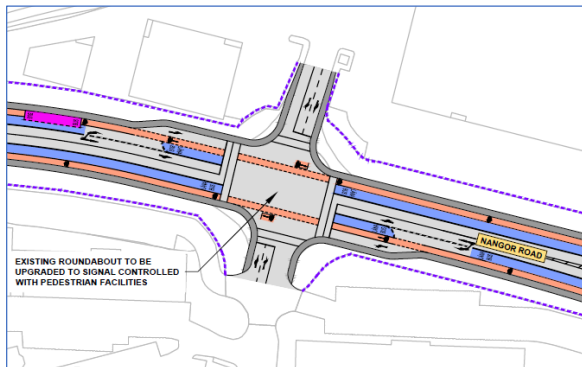 NANGOR ROAD
EXISTING ROUNDABOUT TO BE
UPGRADED TO SIGNAL CONTROLLED
WITH PEDESTRIAN FACILITIES